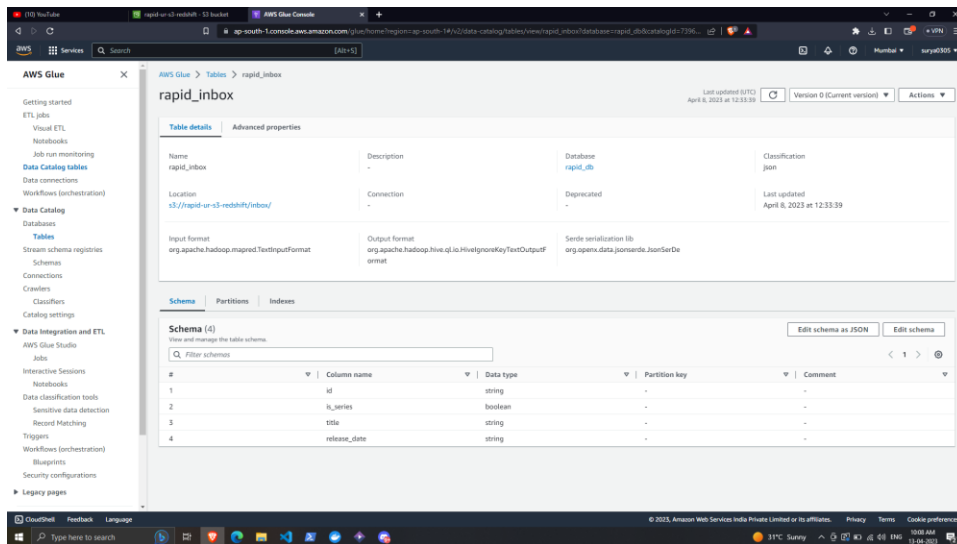 (10) YouTube
rapid-ur-s3-redshift - S3 bucket
AWS Glue Console
ap-south-1.console.aws.amazon.com/glue/home?region=ap-south-1#/v2/data-catalog/tables/view/rapid_inbox?database=rapid_db&catalogId=7396...
VPN
aws
Services
Search
[Alt+S]
Mumbai
surya0305
AWS Glue
Getting started
ETL jobs
Visual ETL
Notebooks
Job run monitoring
Data Catalog tables
Data connections
Workflows (orchestration)
Data Catalog
Databases
Tables
Stream schema registries
Schemas
Connections
Crawlers
Classifiers
Catalog settings
Data Integration and ETL
AWS Glue Studio
Jobs
Interactive Sessions
Notebooks
Data classification tools
Sensitive data detection
Record Matching
Triggers
Workflows (orchestration)
Blueprints
Security configurations
Legacy pages
AWS Glue > Tables > rapid_inbox
rapid_inbox
Last updated (UTC)
April 8, 2023 at 12:33:39
Version 0 (Current version)
Actions
Table details
Advanced properties
Name
rapid_inbox
Description
-
Database
rapid_db
Classification
json
Location
s3://rapid-ur-s3-redshift/inbox/
Connection
-
Deprecated
-
Last updated
April 8, 2023 at 12:33:39
Input format
org.apache.hadoop.mapred.TextInputFormat
Output format
org.apache.hadoop.hive.ql.io.HiveIgnoreKeyTextOutputF
ormat
Serde serialization lib
org.openx.data.jsonserde.JsonSerDe
Schema
Partitions
Indexes
Schema (4)
View and manage the table schema.
Edit schema as JSON
Edit schema
Filter schemas
1
# Column name Data type Partition key Comment
1 id string - -
2 is_series boolean - -
3 title string - -
4 release_date string - -
CloudShell Feedback Language
© 2023, Amazon Web Services India Private Limited or its affiliates.
Privacy Terms Cookie preferences
Type here to search
31°C Sunny
ENG
10:08 AM
13-04-2023